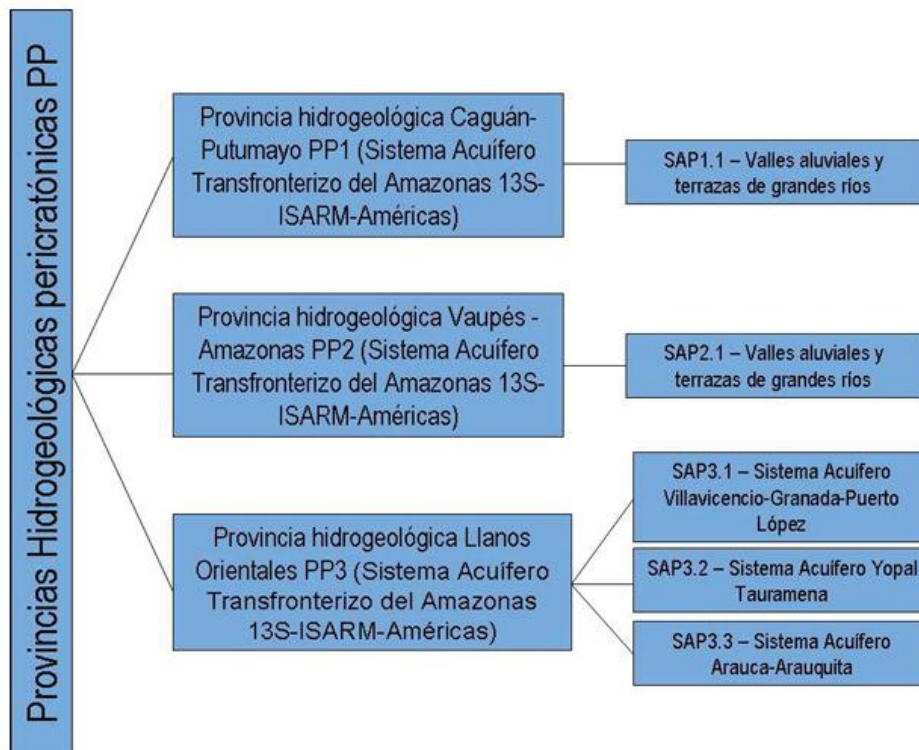 Provincias Hidrogeológicas pericratónicas PP
Provincia hidrogeológica Caguán-
Putumayo PP1 (Sistema Acuífero
Transfronterizo del Amazonas 13S-
ISARM-Américas)
SAP1.1 – Valles aluviales y
terrazas de grandes ríos
Provincia hidrogeológica Vaupés -
Amazonas PP2 (Sistema Acuífero
Transfronterizo del Amazonas 13S-
ISARM-Américas)
SAP2.1 – Valles aluviales y
terrazas de grandes ríos
Provincia hidrogeológica Llanos
Orientales PP3 (Sistema Acuífero
Transfronterizo del Amazonas
13S-ISARM-Américas)
SAP3.1 – Sistema Acuífero
Villavicencio-Granada-Puerto
López
SAP3.2 – Sistema Acuífero Yopal
Tauramena
SAP3.3 – Sistema Acuífero
Arauca-Arauquita